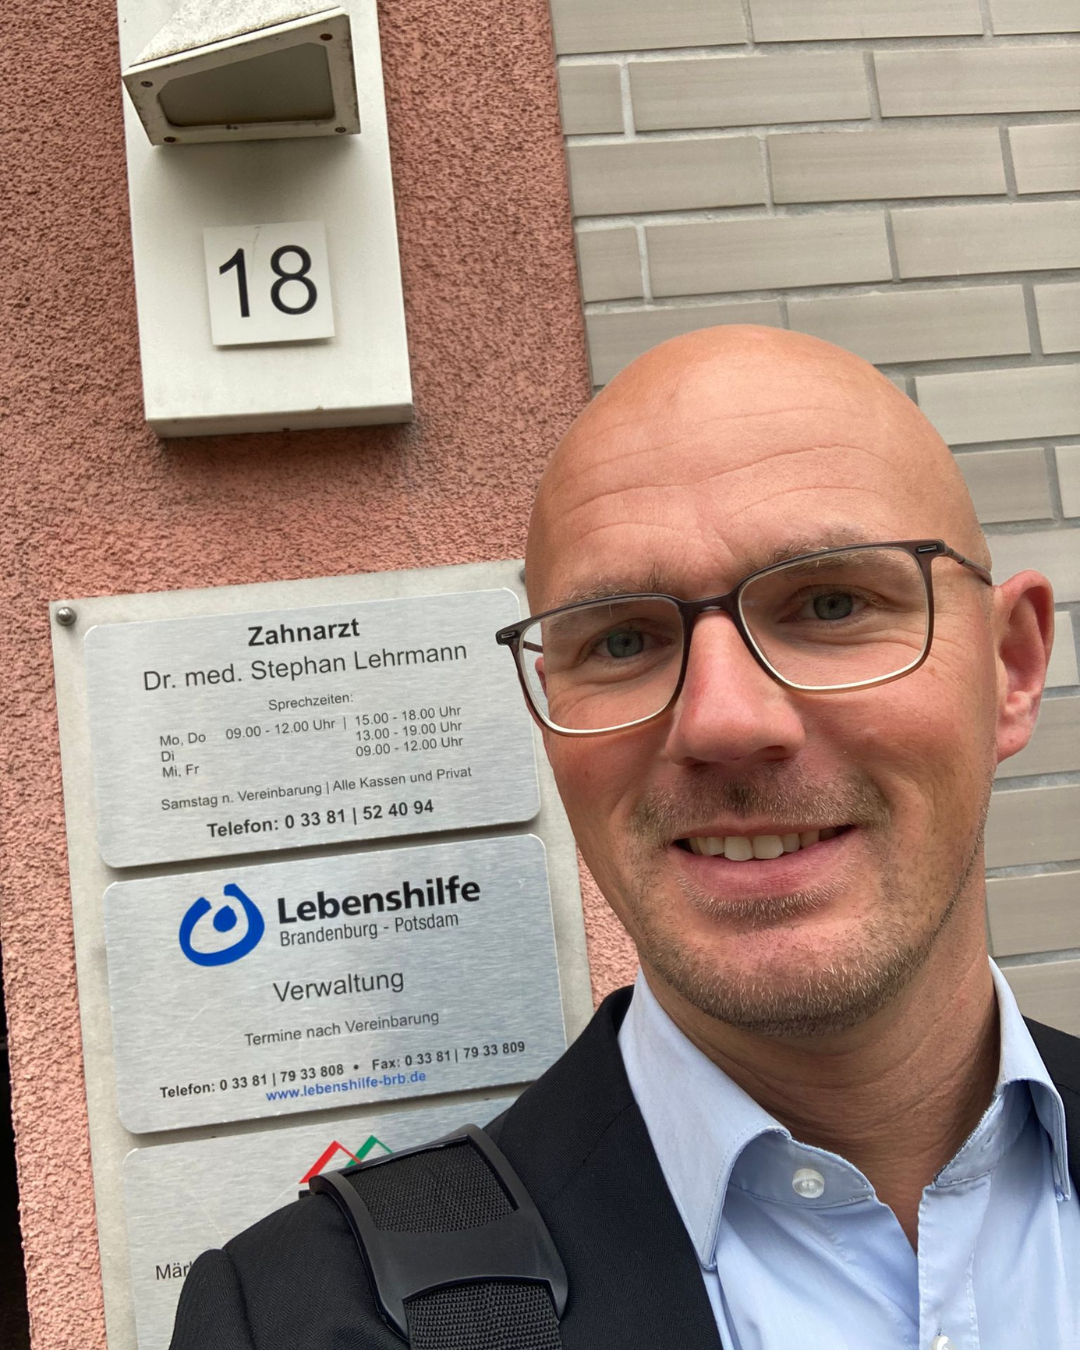 18
Zahnarzt
Dr. med. Stephan Lehrmann
Sprechzeiten:
Mo, Do 09.00 - 12.00 Uhr | 15.00 - 18.00 Uhr
Di 13.00 - 19.00 Uhr
Mi, Fr 09.00 - 12.00 Uhr
Samstag n. Vereinbarung | Alle Kassen und Privat
Telefon: 0 33 81 | 52 40 94
Lebenshilfe
Brandenburg - Potsdam
Verwaltung
Termine nach Vereinbarung
Telefon: 0 33 81 | 79 33 808 • Fax: 0 33 81 | 79 33 809
www.lebenshilfe-brb.de